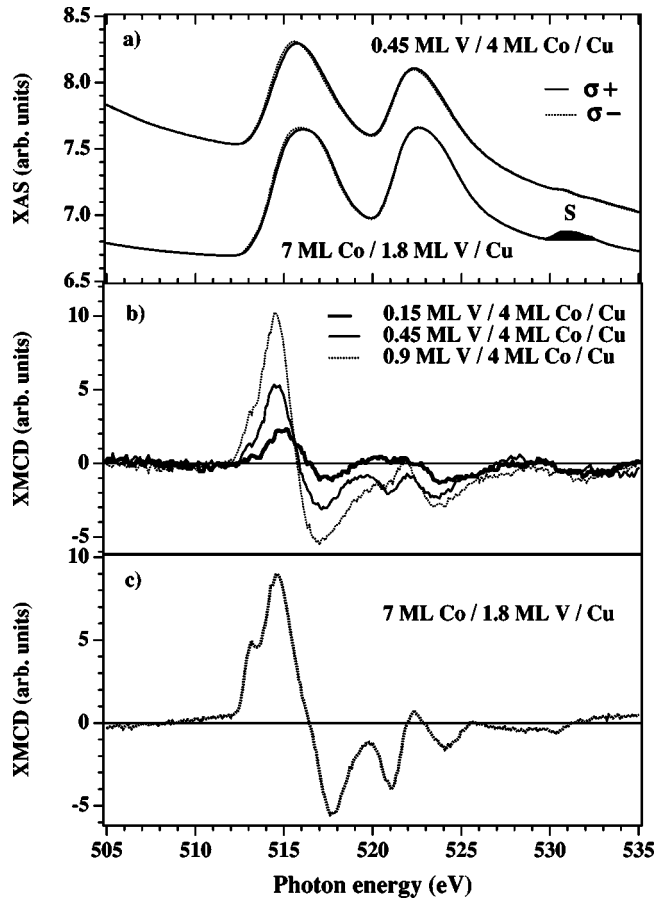 a)
0.45 ML V / 4 ML Co / Cu
σ+
σ−
7 ML Co / 1.8 ML V / Cu
S
XAS (arb. units)
8.5
8.0
7.5
7.0
6.5
b)
0.15 ML V / 4 ML Co / Cu
0.45 ML V / 4 ML Co / Cu
0.9 ML V / 4 ML Co / Cu
XMCD (arb. units)
10
5
0
-5
c)
7 ML Co / 1.8 ML V / Cu
XMCD (arb. units)
10
5
0
-5
505 510 515 520 525 530 535
Photon energy (eV)